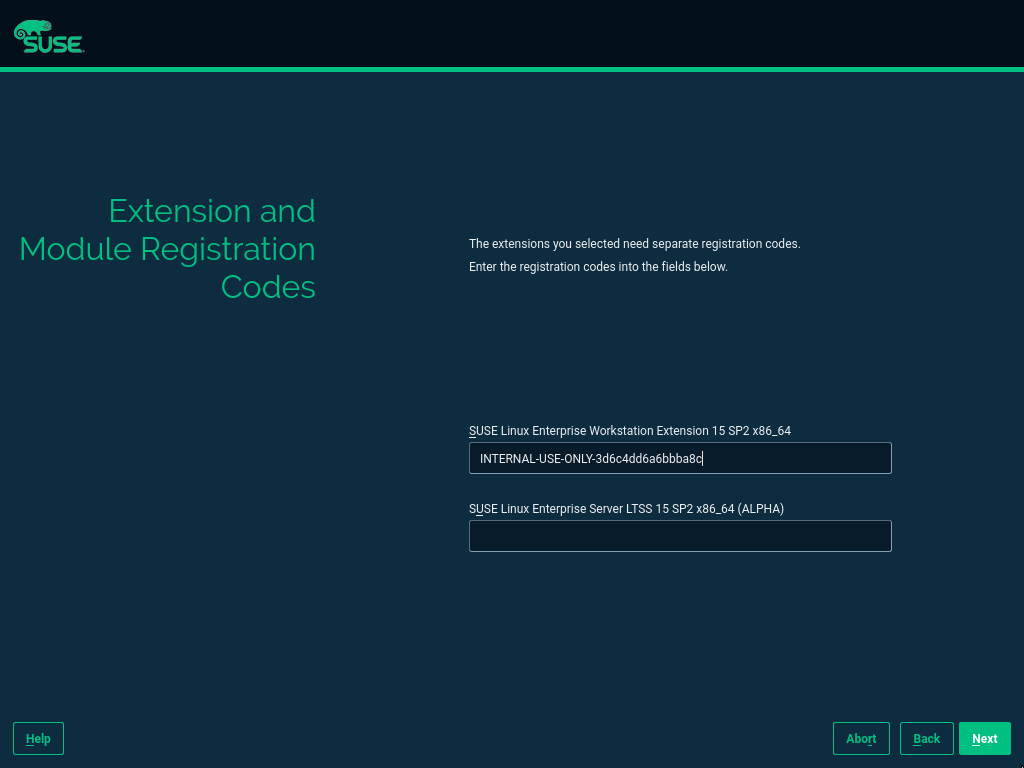 SUSE
Extension and
Module Registration
Codes
The extensions you selected need separate registration codes.
Enter the registration codes into the fields below.
SUSE Linux Enterprise Workstation Extension 15 SP2 x86_64
INTERNAL-USE-ONLY-3d6c4dd6a6bbba8c
SUSE Linux Enterprise Server LTSS 15 SP2 x86_64 (ALPHA)
Help
Abort
Back
Next